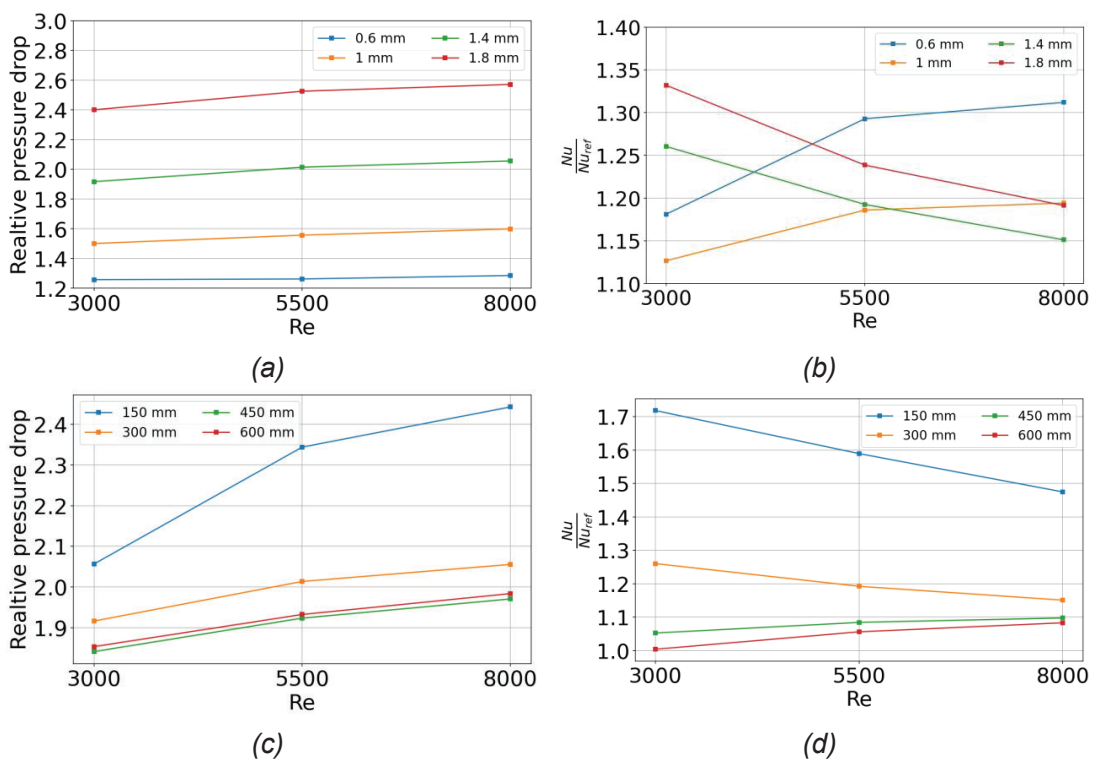 3.0
2.8
2.6
2.4
2.2
2.0
1.8
1.6
1.4
1.2
Realtive pressure drop
0.6 mm 1.4 mm
1 mm 1.8 mm
3000 5500 8000
Re
(a)
1.40
1.35
1.30
1.25
1.20
1.15
1.10
Nu
Nuref
0.6 mm 1.4 mm
1 mm 1.8 mm
3000 5500 8000
Re
(b)
2.4
2.3
2.2
2.1
2.0
1.9
Realtive pressure drop
150 mm 450 mm
300 mm 600 mm
3000 5500 8000
Re
(c)
1.7
1.6
1.5
1.4
1.3
1.2
1.1
1.0
Nu
Nuref
150 mm 450 mm
300 mm 600 mm
3000 5500 8000
Re
(d)